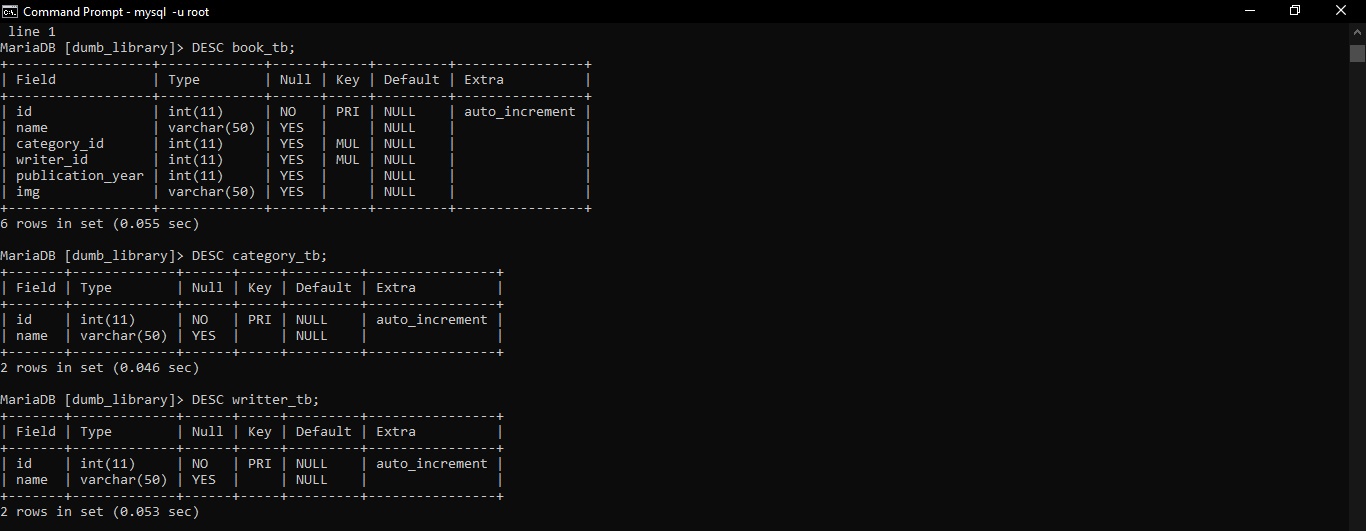 Command Prompt - mysql -u root
 line 1
MariaDB [dumb_library]> DESC book_tb;
+------------------+-------------+------+-----+---------+----------------+
| Field            | Type        | Null | Key | Default | Extra          |
+------------------+-------------+------+-----+---------+----------------+
| id               | int(11)     | NO   | PRI | NULL    | auto_increment |
| name             | varchar(50) | YES  |     | NULL    |                |
| category_id      | int(11)     | YES  | MUL | NULL    |                |
| writer_id        | int(11)     | YES  | MUL | NULL    |                |
| publication_year | int(11)     | YES  |     | NULL    |                |
| img              | varchar(50) | YES  |     | NULL    |                |
+------------------+-------------+------+-----+---------+----------------+
6 rows in set (0.055 sec)
MariaDB [dumb_library]> DESC category_tb;
+-------+-------------+------+-----+---------+----------------+
| Field | Type        | Null | Key | Default | Extra          |
+-------+-------------+------+-----+---------+----------------+
| id    | int(11)     | NO   | PRI | NULL    | auto_increment |
| name  | varchar(50) | YES  |     | NULL    |                |
+-------+-------------+------+-----+---------+----------------+
2 rows in set (0.046 sec)
MariaDB [dumb_library]> DESC writter_tb;
+-------+-------------+------+-----+---------+----------------+
| Field | Type        | Null | Key | Default | Extra          |
+-------+-------------+------+-----+---------+----------------+
| id    | int(11)     | NO   | PRI | NULL    | auto_increment |
| name  | varchar(50) | YES  |     | NULL    |                |
+-------+-------------+------+-----+---------+----------------+
2 rows in set (0.053 sec)